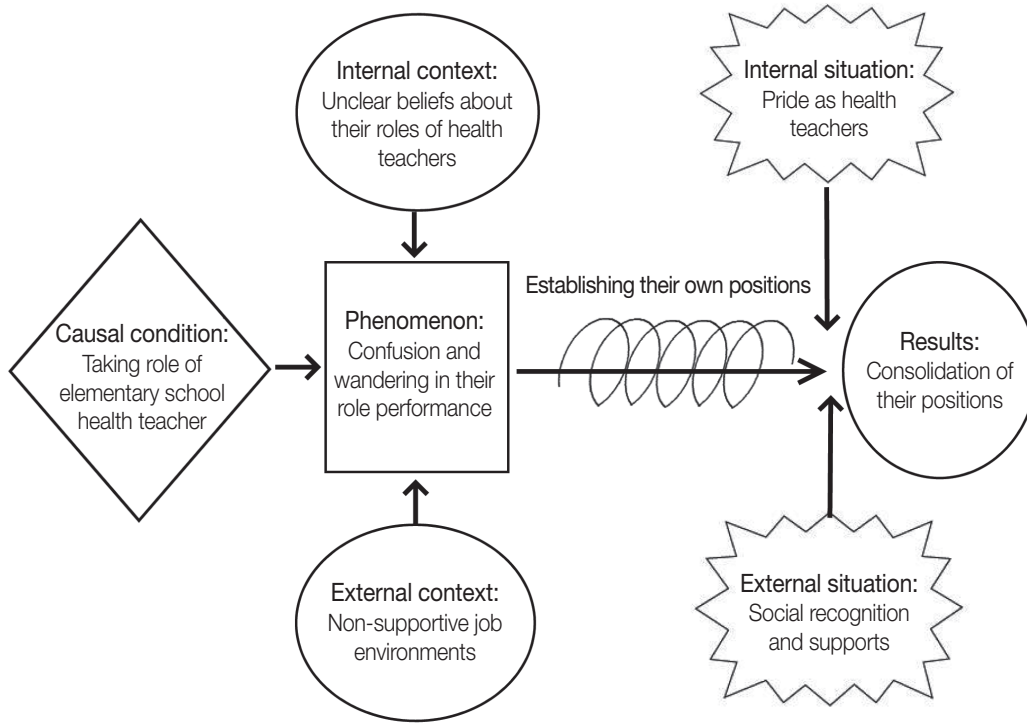 Internal context:
Unclear beliefs about
their roles of health
teachers
Internal situation:
Pride as health
teachers
Causal condition:
Taking role of
elementary school
health teacher
Phenomenon:
Confusion and
wandering in their
role performance
Establishing their own positions
Results:
Consolidation of
their positions
External context:
Non-supportive job
environments
External situation:
Social recognition
and supports